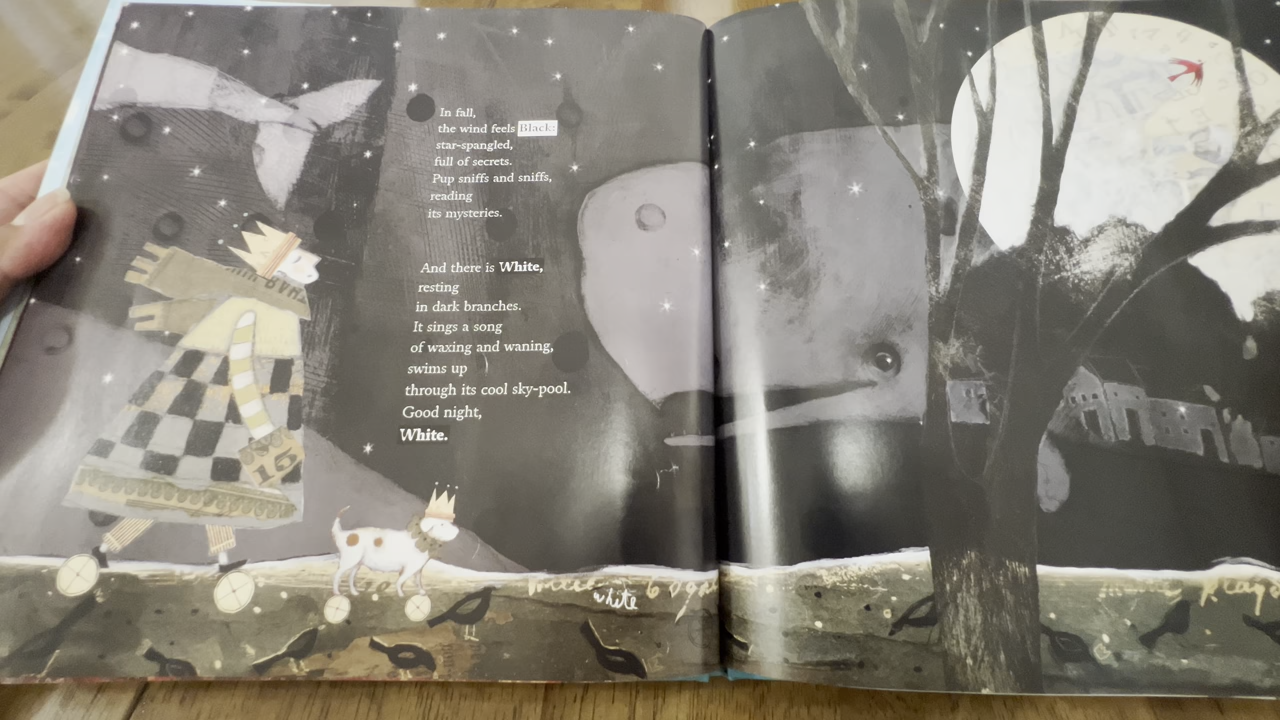 In fall,
the wind feels Black:
star-spangled,
full of secrets.
Pup sniffs and sniffs,
reading
its mysteries.
And there is White,
resting
in dark branches.
It sings a song
of waxing and waning,
swims up
through its cool sky-pool.
Good night,
White.
15
white